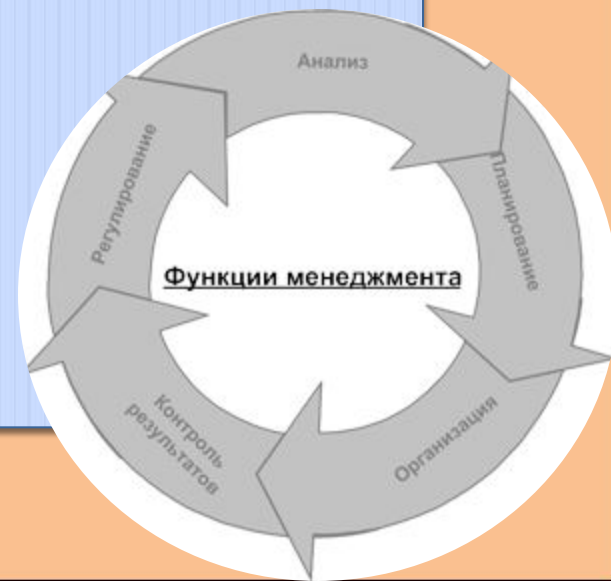 Анализ
Планирование
Организация
Контроль
результатов
Регулирование
Функции менеджмента